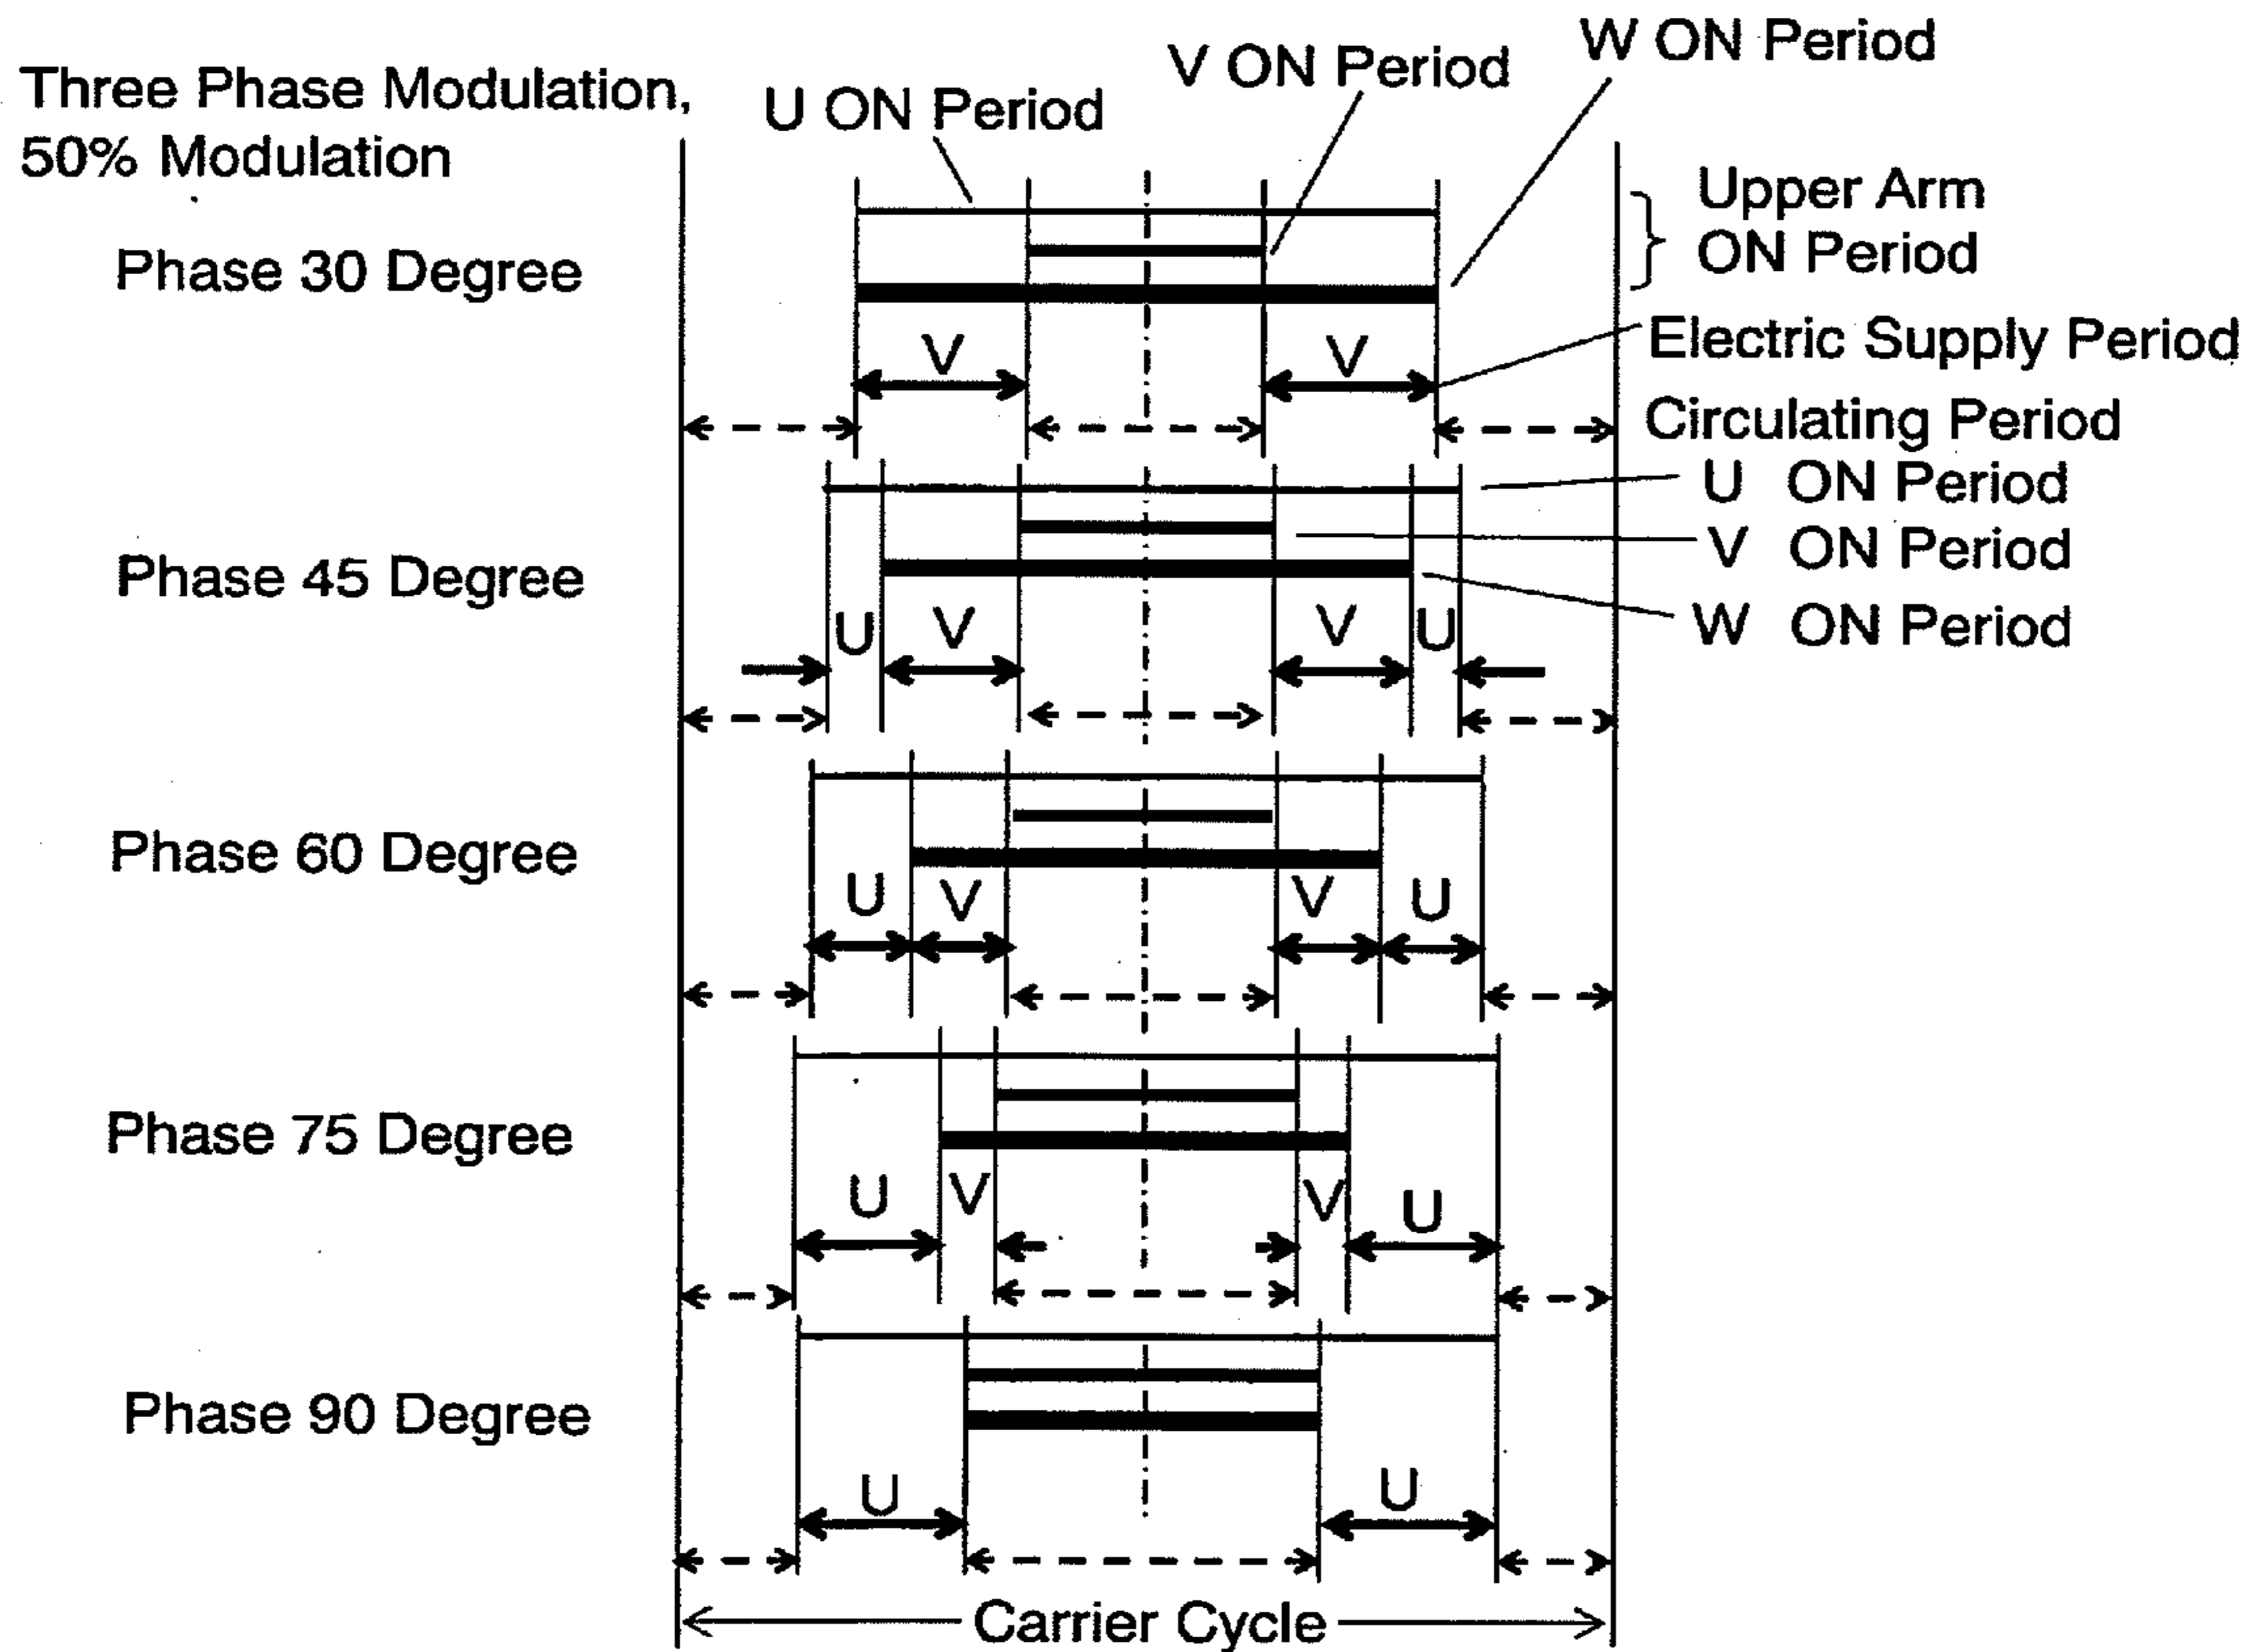 Three Phase Modulation,
50% Modulation
U ON Period
V ON Period
W ON Period
Upper Arm
ON Period
Phase 30 Degree
V V
Electric Supply Period
Circulating Period
U ON Period
V ON Period
W ON Period
Phase 45 Degree
U V V U
Phase 60 Degree
U V V U
Phase 75 Degree
U V V U
Phase 90 Degree
U U
Carrier Cycle